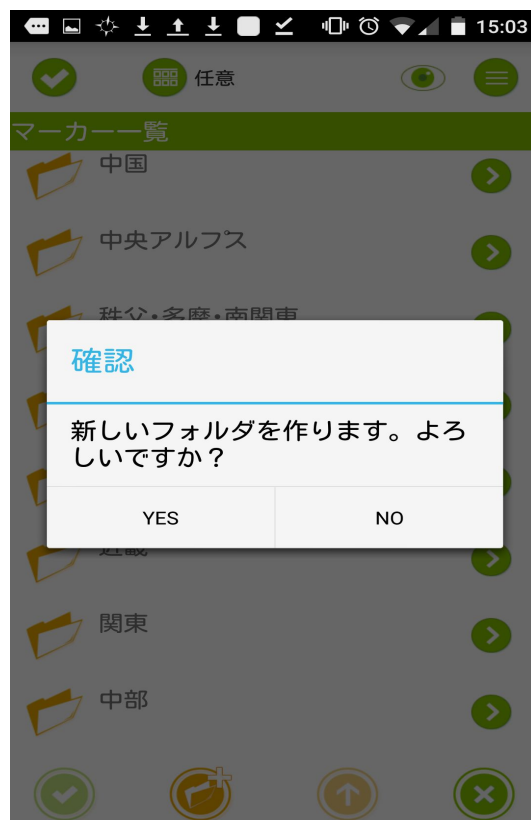 15:03
任意
マーカー一覧
中国
中央アルプス
秩父・多摩・南関東
確認
新しいフォルダを作ります。よろ
しいですか？
YES
NO
近畿
関東
中部